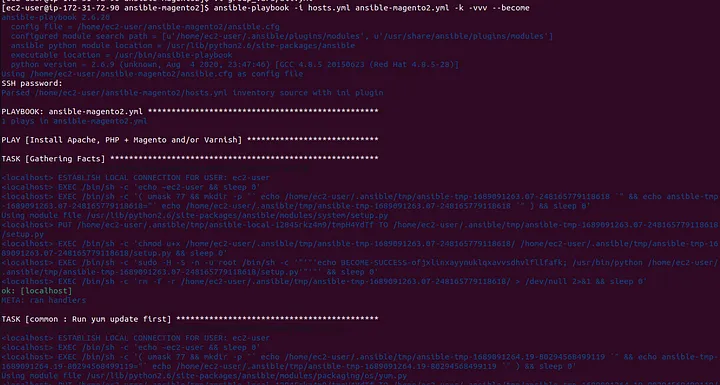 [ec2-user@ip-172-31-72-90 ansible-magento2]$ ansible-playbook -i hosts.yml ansible-magento2.yml -k -vvv --become
ansible-playbook 2.6.20
config file = /home/ec2-user/ansible-magento2/ansible.cfg
configured module search path = [u'/home/ec2-user/.ansible/plugins/modules', u'/usr/share/ansible/plugins/modules']
ansible python module location = /usr/lib/python2.6/site-packages/ansible
executable location = /usr/bin/ansible-playbook
python version = 2.6.9 (unknown, Aug 4 2020, 23:47:46) [GCC 4.8.5 20150623 (Red Hat 4.8.5-28)]
Using /home/ec2-user/ansible-magento2/ansible.cfg as config file
SSH password:
Parsed /home/ec2-user/ansible-magento2/hosts.yml inventory source with ini plugin
PLAYBOOK: ansible-magento2.yml **************************************************
1 plays in ansible-magento2.yml
PLAY [Install Apache, PHP + Magento and/or Varnish] *****************************
TASK [Gathering Facts] **********************************************************
<localhost> ESTABLISH LOCAL CONNECTION FOR USER: ec2-user
<localhost> EXEC /bin/sh -c 'echo ~ec2-user && sleep 0'
<localhost> EXEC /bin/sh -c '( umask 77 && mkdir -p "` echo /home/ec2-user/.ansible/tmp/ansible-tmp-1689091263.07-248165779118618 `" && echo ansible-t
mp-1689091263.07-248165779118618="` echo /home/ec2-user/.ansible/tmp/ansible-tmp-1689091263.07-248165779118618 `" ) && sleep 0'
Using module file /usr/lib/python2.6/site-packages/ansible/modules/system/setup.py
<localhost> PUT /home/ec2-user/.ansible/tmp/ansible-local- TO /home/ec2-user/.ansible/tmp/ansible-tmp-1689091263.07-248165779118618
/setup.py
<localhost> EXEC /bin/sh -c 'chmod u+x /home/ec2-user/.ansible/tmp/ansible-tmp-1689091263.07-248165779118618/ /home/ec2-user/.ansible/tmp/ansible-tmp-168
9091263.07-248165779118618/setup.py && sleep 0'
<localhost> EXEC /bin/sh -c 'sudo -H -S -n -u root /bin/sh -c '"'"'echo /usr/bin/python /home/ec2-user/
.ansible/tmp/ansible-tmp-1689091263.07-248165779118618/setup.py'"'"' && sleep 0'
<localhost> EXEC /bin/sh -c 'rm -f -r /home/ec2-user/.ansible/tmp/ansible-tmp-1689091263.07-248165779118618/ > /dev/null 2>&1 && sleep 0'
ok: [localhost]
META: ran handlers
TASK [common : Run yum update first] ********************************************
<localhost> ESTABLISH LOCAL CONNECTION FOR USER: ec2-user
<localhost> EXEC /bin/sh -c 'echo ~ec2-user && sleep 0'
<localhost> EXEC /bin/sh -c '( umask 77 && mkdir -p "` echo /home/ec2-user/.ansible/tmp/ansible-tmp-1689091264.19-80294568499119 `" && echo ansible-tmp
-1689091264.19-80294568499119="` echo /home/ec2-user/.ansible/tmp/ansible-tmp-1689091264.19-80294568499119 `" ) && sleep 0'
Using module file /usr/lib/python2.6/site-packages/ansible/modules/packaging/os/yum.py